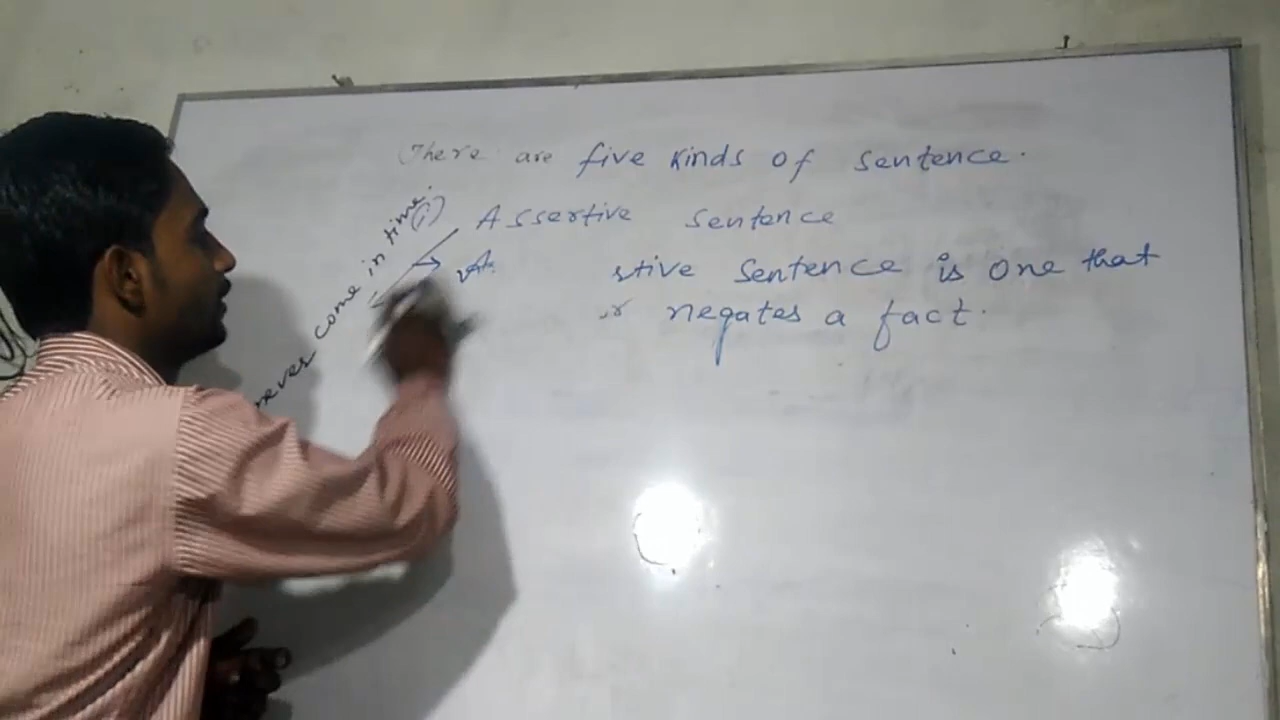 There are five kinds of sentence.
(i) Assertive sentence
stive sentence is one that
r negates a fact.
never come in time.